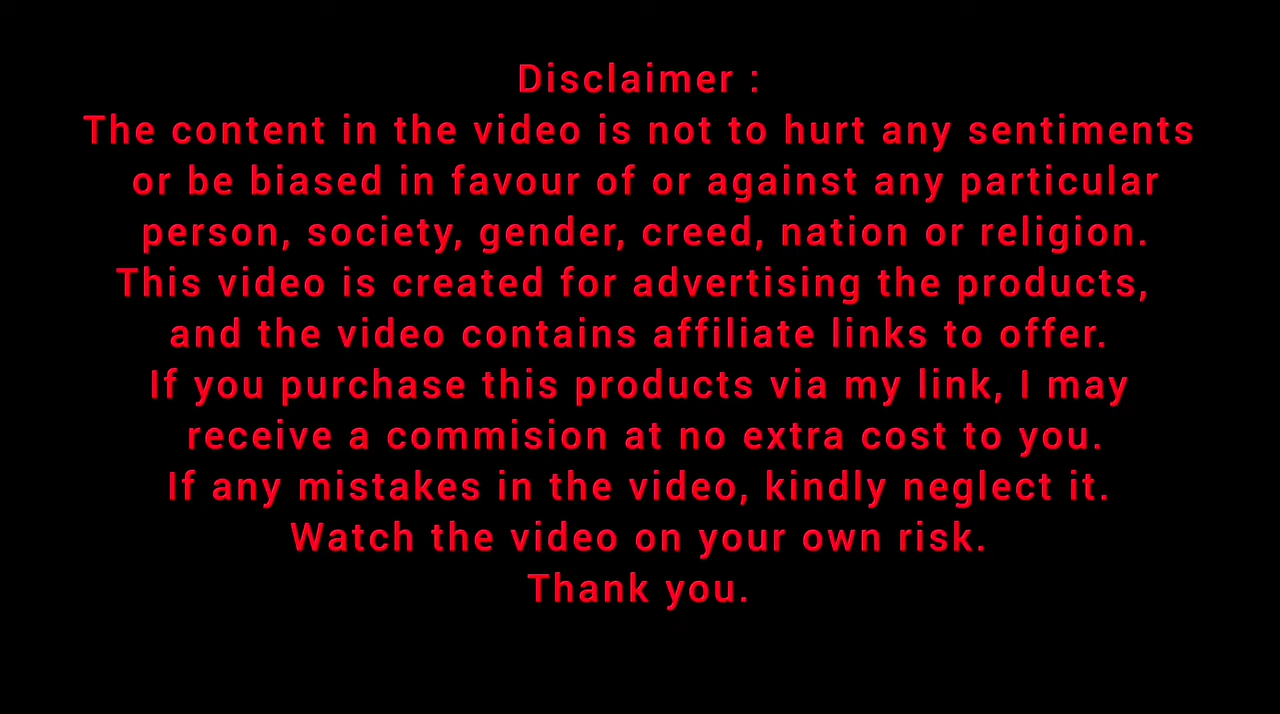 Disclaimer :
The content in the video is not to hurt any sentiments
or be biased in favour of or against any particular
person, society, gender, creed, nation or religion.
This video is created for advertising the products,
and the video contains affiliate links to offer.
If you purchase this products via my link, I may
receive a commision at no extra cost to you.
If any mistakes in the video, kindly neglect it.
Watch the video on your own risk.
Thank you.